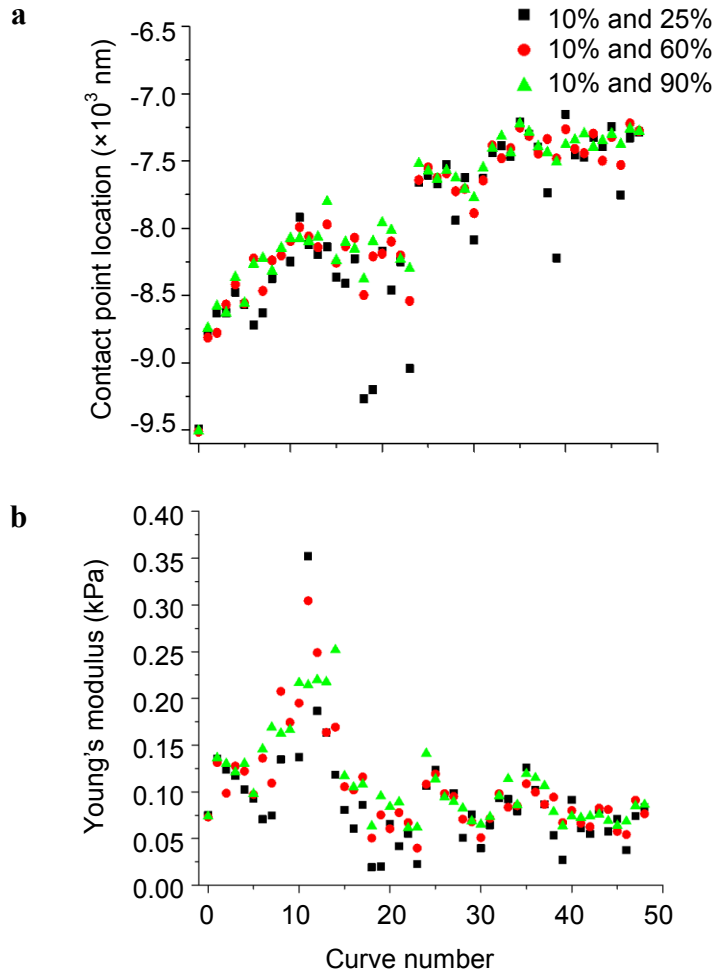 a
10% and 25%
10% and 60%
10% and 90%
Contact point location (×10³ nm)
-6.5
-7.0
-7.5
-8.0
-8.5
-9.0
-9.5
b
Young's modulus (kPa)
0.40
0.35
0.30
0.25
0.20
0.15
0.10
0.05
0.00
0 10 20 30 40 50
Curve number